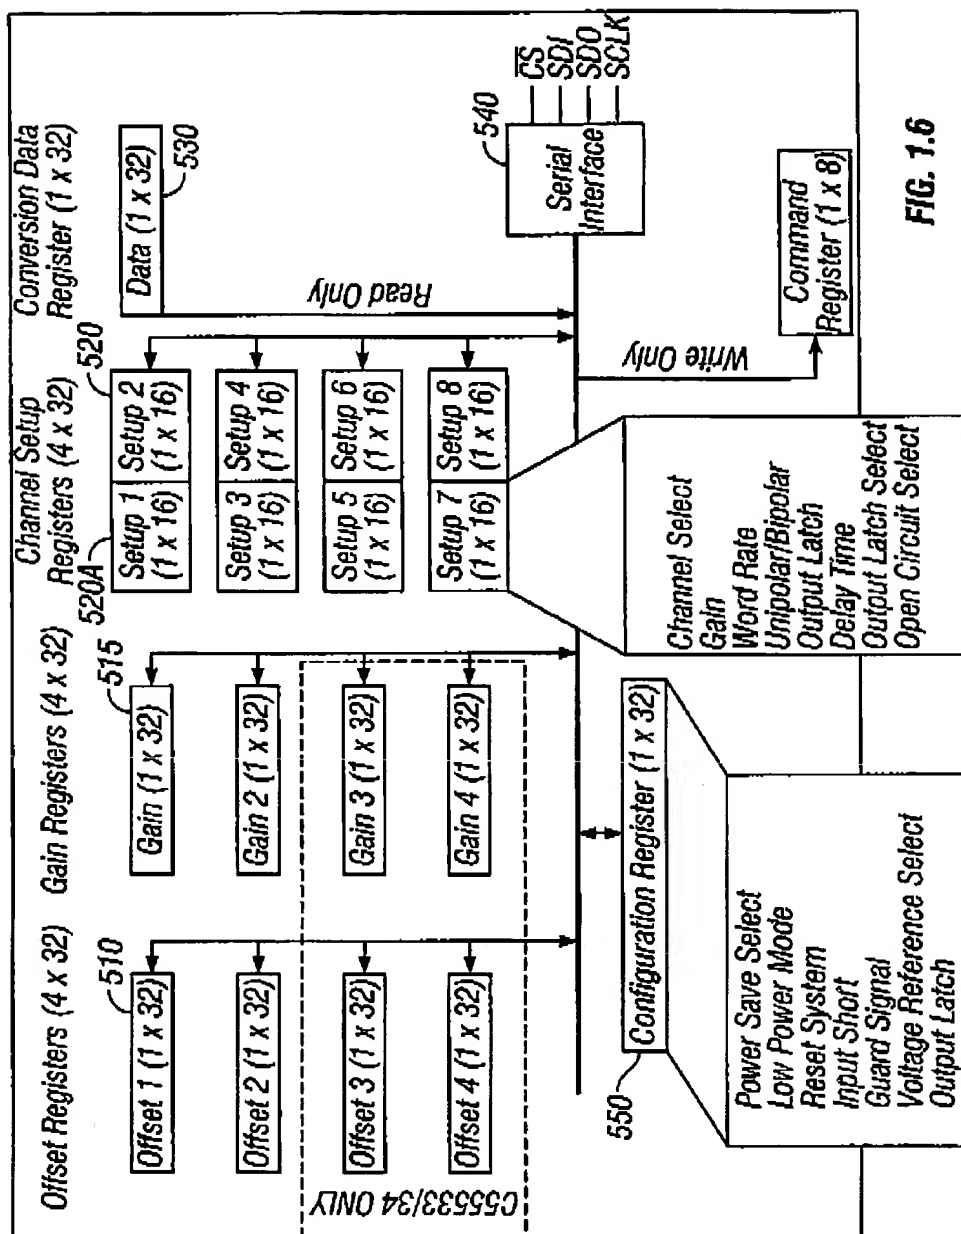 Offset Registers (4 x 32)
510
Offset 1 (1 x 32)
Offset 2 (1 x 32)
Offset 3 (1 x 32)
Offset 4 (1 x 32)
C55533/34 ONLY
Gain Registers (4 x 32)
515
Gain (1 x 32)
Gain 2 (1 x 32)
Gain 3 (1 x 32)
Gain 4 (1 x 32)
Channel Setup
Registers (4 x 32)
520A
520
Setup 1
(1 x 16)
Setup 2
(1 x 16)
Setup 3
(1 x 16)
Setup 4
(1 x 16)
Setup 5
(1 x 16)
Setup 6
(1 x 16)
Setup 7
(1 x 16)
Setup 8
(1 x 16)
Conversion Data
Register (1 x 32)
Data (1 x 32)
530
Read Only
540
Serial
Interface
CS
SDI
SDO
SCLK
Write Only
Command
Register (1 x 8)
550
Configuration Register (1 x 32)
Power Save Select
Low Power Mode
Reset System
Input Short
Guard Signal
Voltage Reference Select
Output Latch
Channel Select
Gain
Word Rate
Unipolar/Bipolar
Output Latch
Delay Time
Output Latch Select
Open Circuit Select
FIG. 1.6